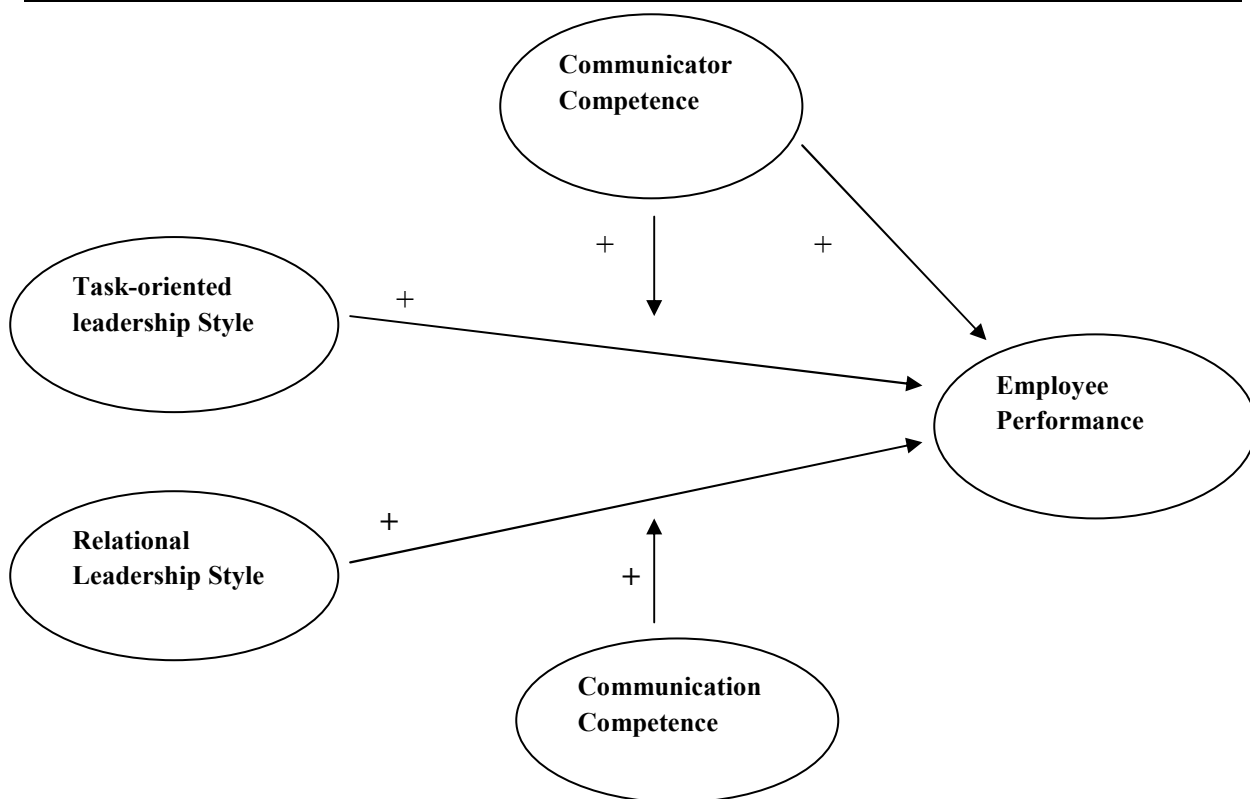 Communicator
Competence
+
+
Task-oriented
leadership Style
+
Employee
Performance
Relational
Leadership Style
+
+
Communication
Competence